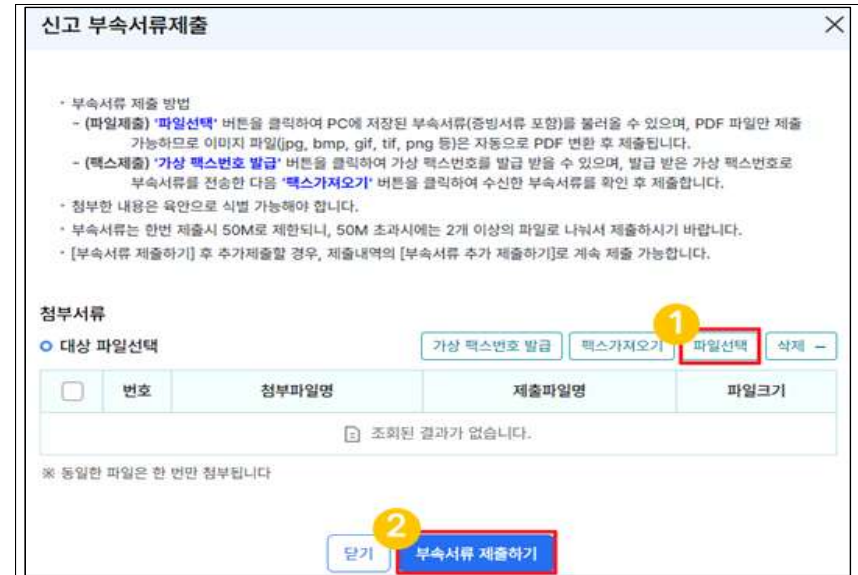 신고 부속서류제출
◦ 부속서류 제출 방법
- (파일제출) '파일선택' 버튼을 클릭하여 PC에 저장된 부속서류(증빙서류 포함)를 불러올 수 있으며, PDF 파일만 제출
가능하므로 이미지 파일(jpg, bmp, gif, tif, png 등)은 자동으로 PDF 변환 후 제출됩니다.
- (팩스제출) '가상 팩스번호 발급' 버튼을 클릭하여 가상 팩스번호를 발급 받을 수 있으며, 발급 받은 가상 팩스번호로
부속서류를 전송한 다음 '팩스가져오기' 버튼을 클릭하여 수신한 부속서류를 확인 후 제출합니다.
◦ 첨부한 내용은 육안으로 식별 가능해야 합니다.
◦ 부속서류는 한번 제출시 50M로 제한되니, 50M 초과시에는 2개 이상의 파일로 나눠서 제출하시기 바랍니다.
◦ [부속서류 제출하기] 후 추가제출할 경우, 제출내역의 [부속서류 추가 제출하기]로 계속 제출 가능합니다.
첨부서류
대상 파일선택 가상 팩스번호 발급 팩스가져오기 1 파일선택 삭제 －
번호 첨부파일명 제출파일명 파일크기
조회된 결과가 없습니다.
※ 동일한 파일은 한 번만 첨부됩니다
닫기 2 부속서류 제출하기